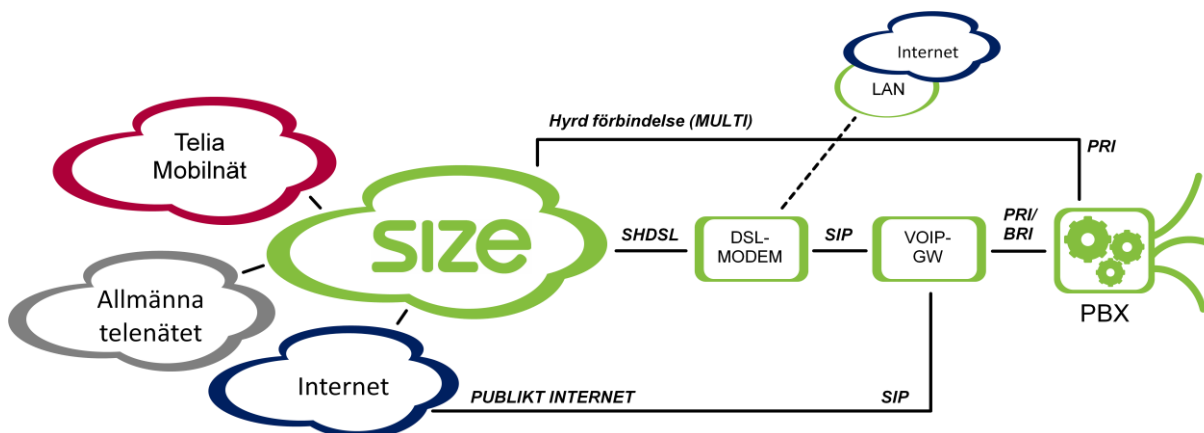 Internet
LAN
Hyrd förbindelse (MULTI)
PRI
Telia
Mobilnät
size
SHDSL
DSL-
MODEM
SIP
VOIP-
GW
PRI/
BRI
PBX
Allmänna
telenätet
Internet
PUBLIKT INTERNET
SIP